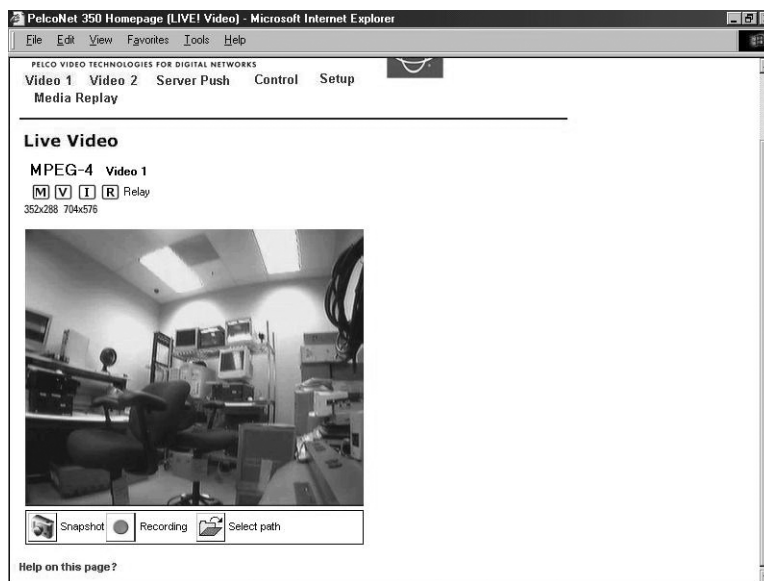 PelcoNet 350 Homepage (LIVE! Video) - Microsoft Internet Explorer
File Edit View Favorites Tools Help
PELCO VIDEO TECHNOLOGIES FOR DIGITAL NETWORKS
Video 1 Video 2 Server Push Control Setup
Media Replay
Live Video
MPEG-4 Video 1
M V I R Relay
352x288 704x576
Snapshot Recording Select path
Help on this page?